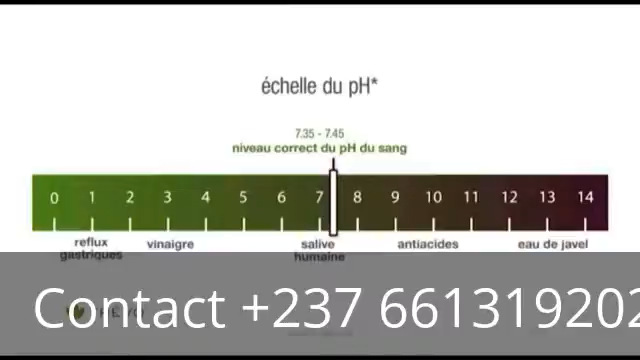 échelle du pH*
7.35 - 7.45
niveau correct du pH du sang
0 1 2 3 4 5 6 7 8 9 10 11 12 13 14
reflux gastriques
vinaigre
salive humaine
antiacides
eau de javel
Contact +237 661319202